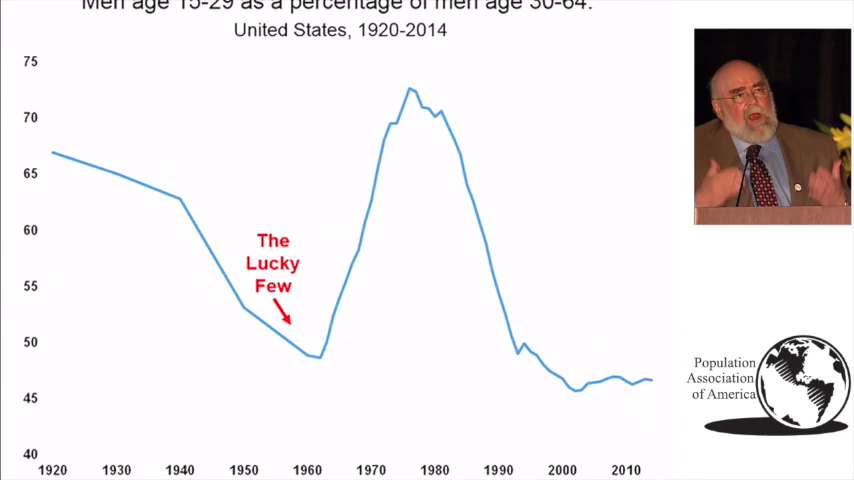 Men age 15-29 as a percentage of men age 30-64:
United States, 1920-2014
75
70
65
60
55
50
45
40
The
Lucky
Few
1920 1930 1940 1950 1960 1970 1980 1990 2000 2010
Population
Association
of America